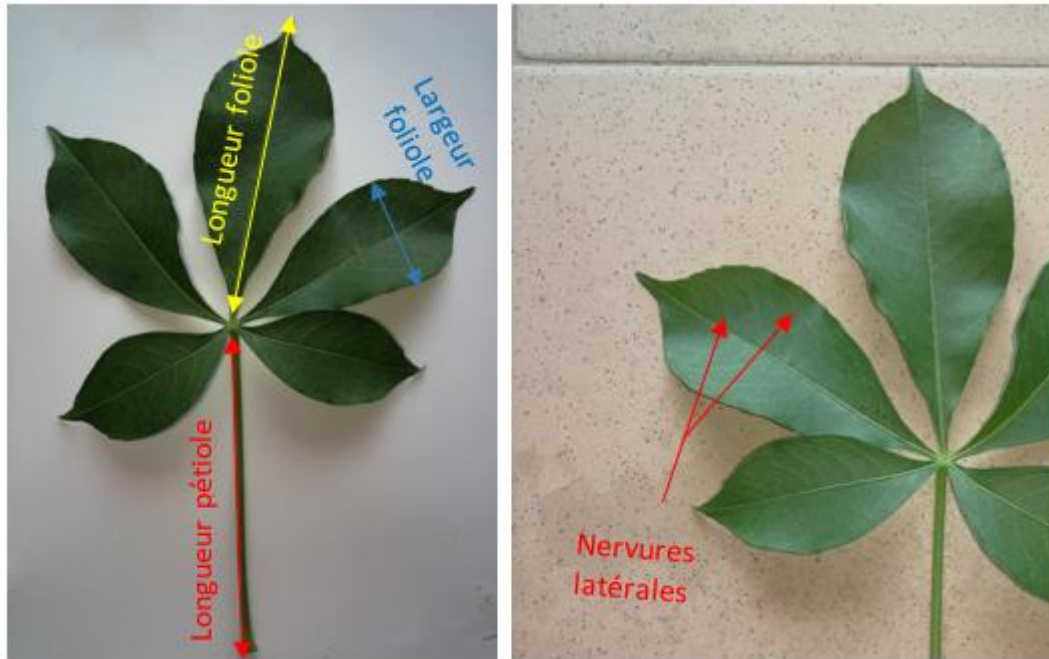 Longueur foliole
Largeur
foliole
Longueur pétiole
Nervures
latérales